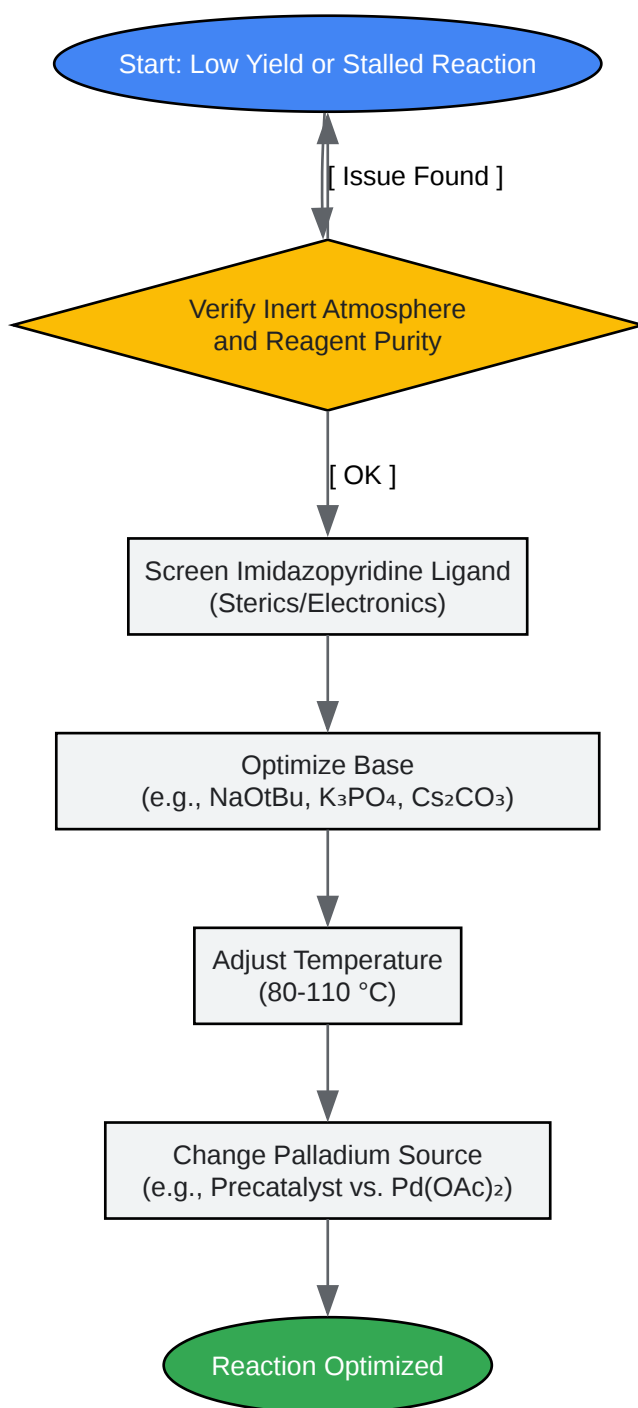 Start: Low Yield or Stalled Reaction
[ Issue Found ]
Verify Inert Atmosphere
and Reagent Purity
[ OK ]
Screen Imidazopyridine Ligand
(Sterics/Electronics)
Optimize Base
(e.g., NaOtBu, K₃PO₄, Cs₂CO₃)
Adjust Temperature
(80-110 °C)
Change Palladium Source
(e.g., Precatalyst vs. Pd(OAc)₂)
Reaction Optimized